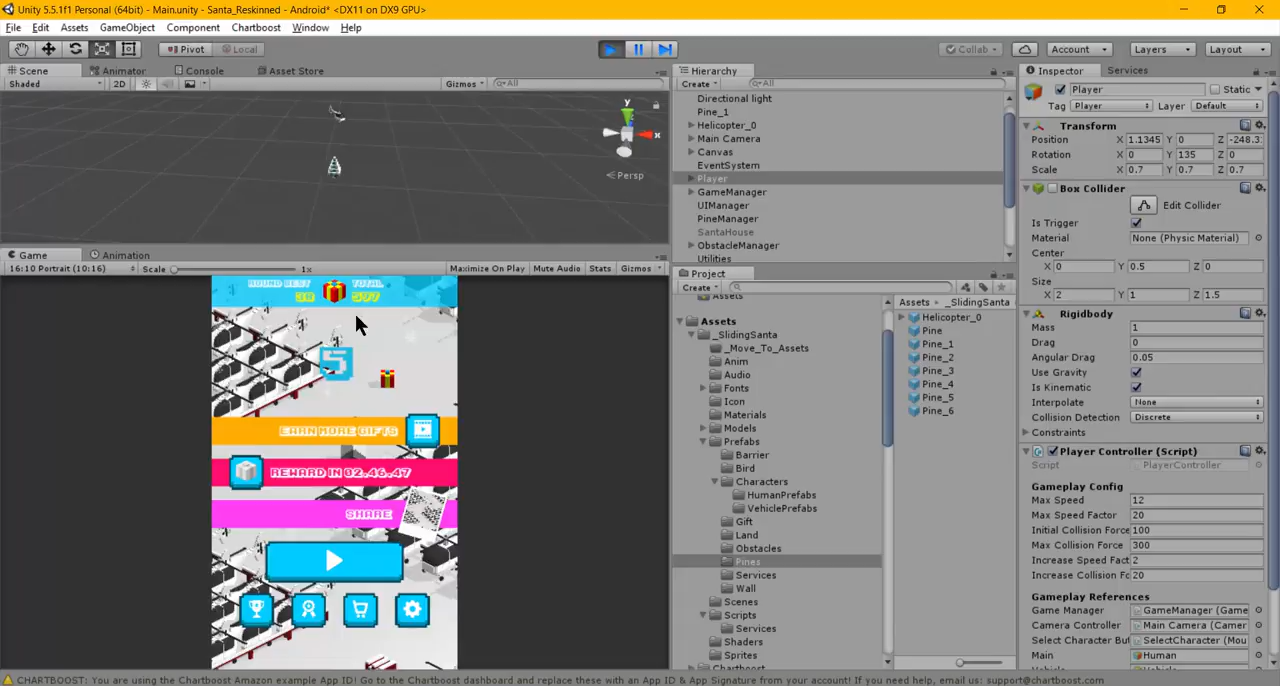 Unity 5.5.1f1 Personal (64bit) - Main.unity - Santa_Reskinned - Android* <DX11 on DX9 GPU>
File Edit Assets GameObject Component Chartboost Window Help
Pivot Local Collab Account Layers Layout
Scene Animator Console Asset Store
Shaded 2D Gizmos All
y
x
Persp
Game Animation
16:10 Portrait (10:16) Scale 1x Maximize On Play Mute Audio Stats Gizmos
ROUND BEST TOTAL
30 597
5
EARN MORE GIFTS
REWARD IN 02.46.47
SHARE
Hierarchy
Create All
Directional light
Pine_1
Helicopter_0
Main Camera
Canvas
EventSystem
Player
GameManager
UIManager
PineManager
SantaHouse
ObstacleManager
Utilities
Project
Create
Assets
Assets
_SlidingSanta
_Move_To_Assets
Anim
Audio
Fonts
Icon
Materials
Models
Prefabs
Barrier
Bird
Characters
HumanPrefabs
VehiclePrefabs
Gift
Land
Obstacles
Pines
Services
Wall
Scenes
Scripts
Services
Shaders
Sprites
Chartboost
Assets _SlidingSanta
Helicopter_0
Pine
Pine_1
Pine_2
Pine_3
Pine_4
Pine_5
Pine_6
Inspector Services
Player Static
Tag Player Layer Default
Transform
Position X 1.1345 Y 0 Z -248.3
Rotation X 0 Y 135 Z 0
Scale X 0.7 Y 0.7 Z 0.7
Box Collider
Edit Collider
Is Trigger
Material None (Physic Material)
Center
X 0 Y 0.5 Z 0
Size
X 2 Y 1 Z 1.5
Rigidbody
Mass 1
Drag 0
Angular Drag 0.05
Use Gravity
Is Kinematic
Interpolate None
Collision Detection Discrete
Constraints
Player Controller (Script)
Script PlayerController
Gameplay Config
Max Speed 12
Max Speed Factor 20
Initial Collision Force 100
Max Collision Force 300
Increase Speed Fac 2
Increase Collision Fc 20
Gameplay References
Game Manager GameManager (Game
Camera Controller Main Camera (Camer
Select Character But SelectCharacter (Mou
Main Human
CHARTBOOST: You are using the Chartboost Amazon example App ID! Go to the Chartboost dashboard and replace these with an App ID & App Signature from your account! If you need help, email us: support@chartboost.com